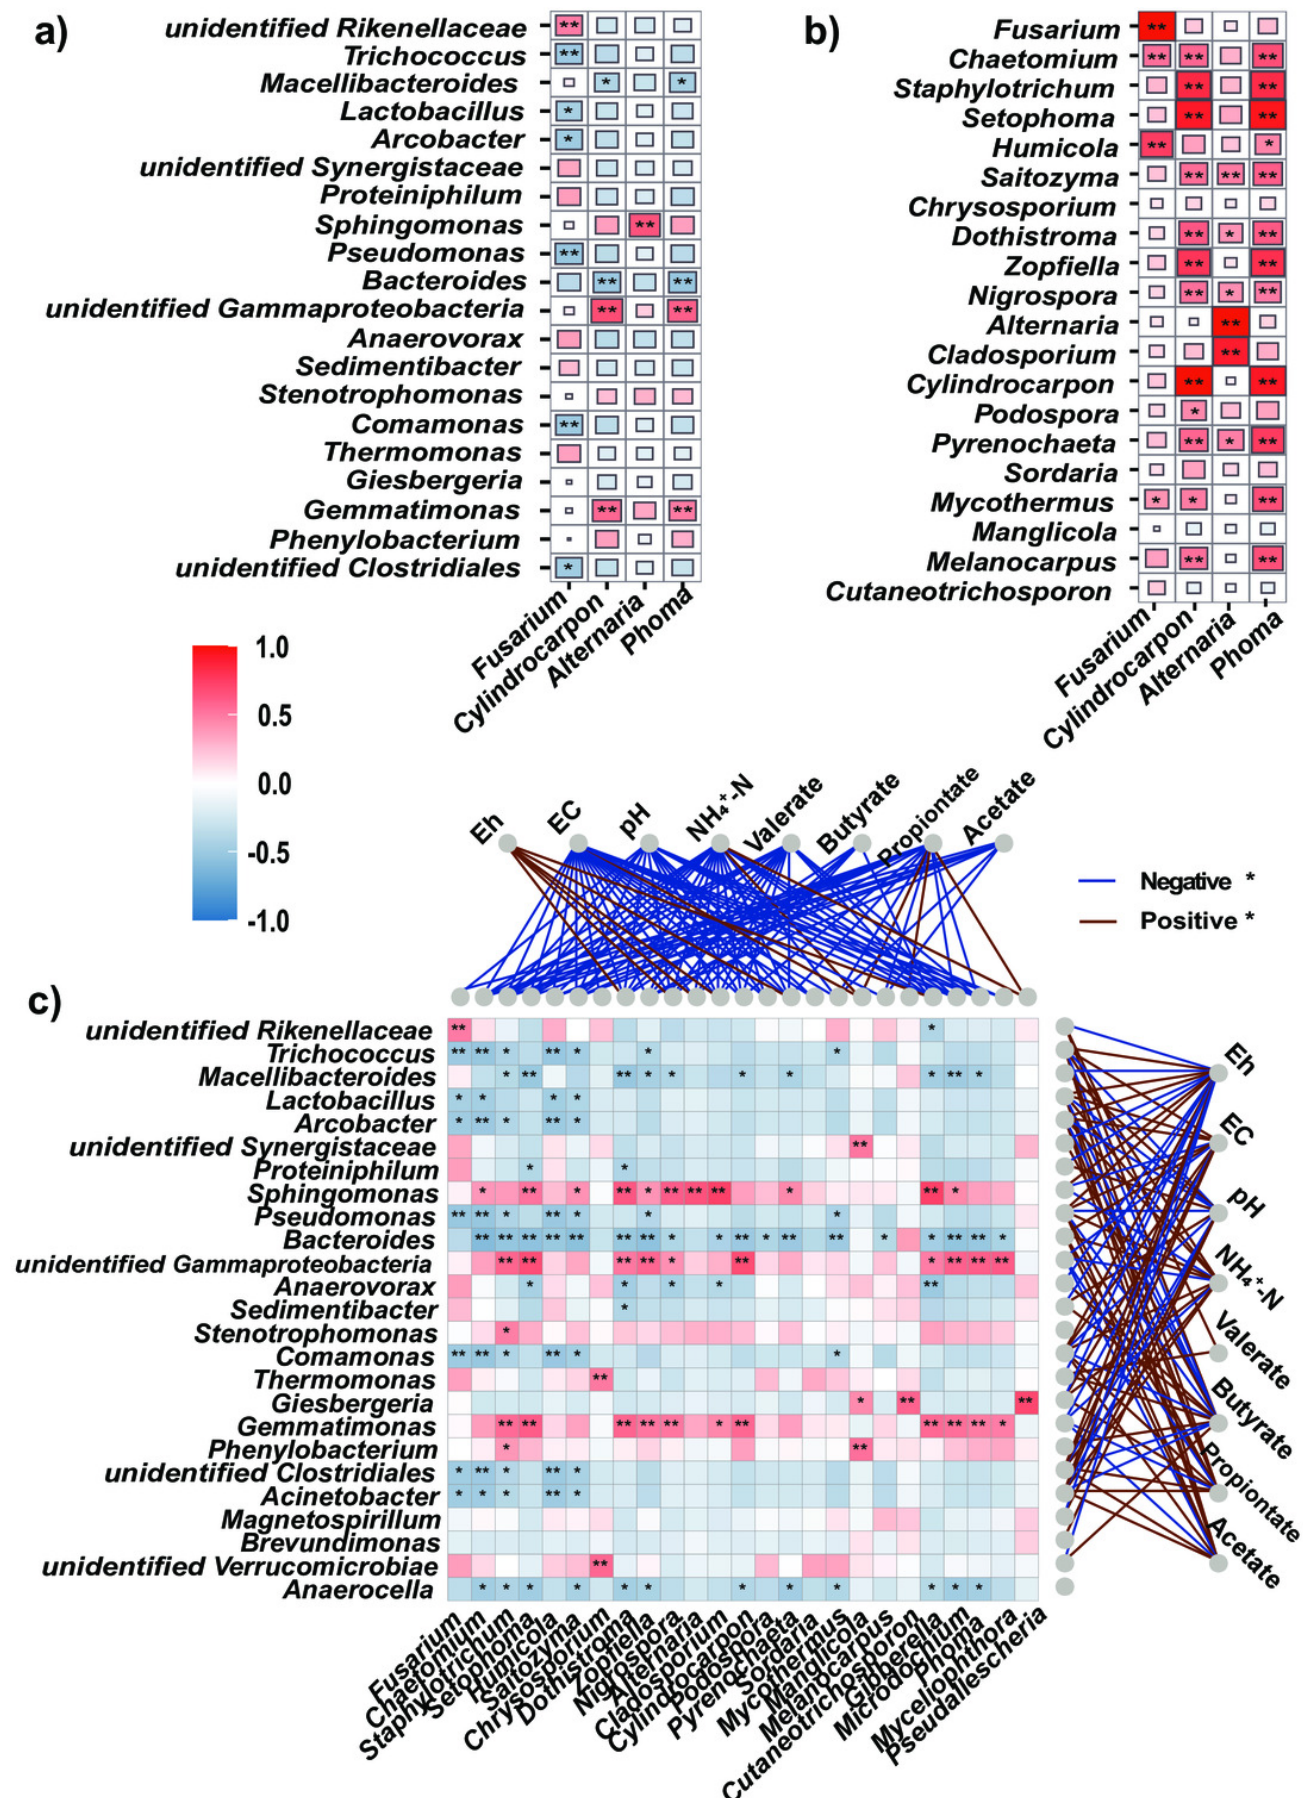 a)
unidentified Rikenellaceae **
Trichococcus **
Macellibacteroides * *
Lactobacillus *
Arcobacter *
unidentified Synergistaceae
Proteiniphilum
Sphingomonas **
Pseudomonas **
Bacteroides ** **
unidentified Gammaproteobacteria ** **
Anaerovorax
Sedimentibacter
Stenotrophomonas
Comamonas **
Thermomonas
Giesbergeria
Gemmatimonas ** **
Phenylobacterium
unidentified Clostridiales *
Fusarium
Cylindrocarpon
Alternaria
Phoma
b)
Fusarium **
Chaetomium ** ** **
Staphylotrichum ** **
Setophoma ** **
Humicola ** *
Saitozyma ** ** **
Chrysosporium
Dothistroma ** * **
Zopfiella ** **
Nigrospora ** * **
Alternaria **
Cladosporium **
Cylindrocarpon ** **
Podospora *
Pyrenochaeta ** * **
Sordaria
Mycothermus * * **
Manglicola
Melanocarpus ** **
Cutaneotrichosporon
Fusarium
Cylindrocarpon
Alternaria
Phoma
1.0
0.5
0.0
-0.5
-1.0
Eh
EC
pH
NH₄⁺-N
Valerate
Butyrate
Propiontate
Acetate
Negative *
Positive *
c)
unidentified Rikenellaceae ** *
Trichococcus ** ** * ** * * *
Macellibacteroides * ** ** * * * * * ** *
Lactobacillus * * * *
Arcobacter * ** * ** *
unidentified Synergistaceae **
Proteiniphilum * *
Sphingomonas * ** * ** * ** ** ** * ** *
Pseudomonas ** ** * ** * * *
Bacteroides ** ** ** ** ** ** ** * * ** * ** ** * * ** ** *
unidentified Gammaproteobacteria ** ** ** ** * ** * ** ** **
Anaerovorax * * * * **
Sedimentibacter *
Stenotrophomonas *
Comamonas ** ** * ** * *
Thermomonas **
Giesbergeria * ** **
Gemmatimonas ** ** ** ** ** * ** ** ** ** *
Phenylobacterium * **
unidentified Clostridiales * ** * ** *
Acinetobacter * * * ** *
Magnetospirillum
Brevundimonas
unidentified Verrucomicrobiae **
Anaerocella * * * * * * * * * * * *
Eh
EC
pH
NH₄⁺-N
Valerate
Butyrate
Propiontate
Acetate
Fusarium
Chaetomium
Staphylotrichum
Setophoma
Humicola
Saitozyma
Chrysosporium
Dothistroma
Zopfiella
Nigrospora
Alternaria
Cladosporium
Cylindrocarpon
Podospora
Pyrenochaeta
Sordaria
Mycothermus
Manglicola
Melanocarpus
Cutaneotrichosporon
Gibberella
Microdochium
Phoma
Myceliophthora
Pseudallescheria